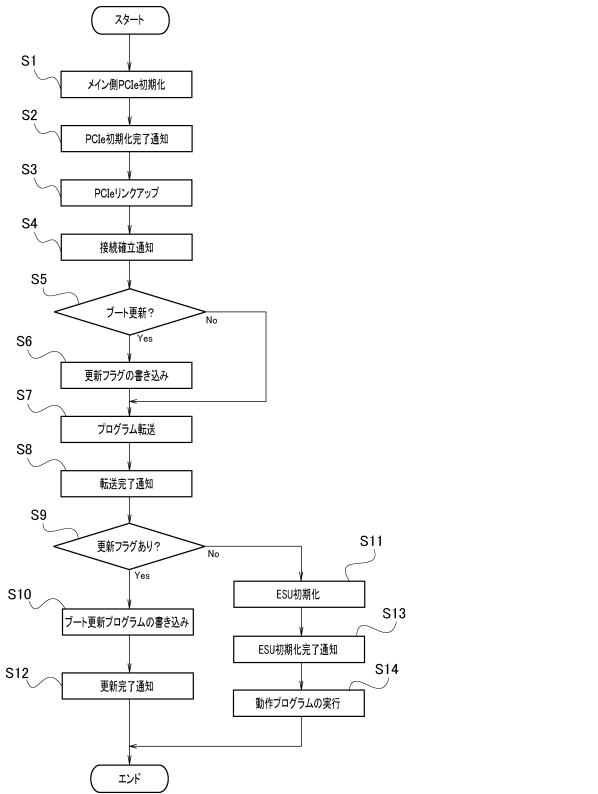 スタート
S1
メイン側PCIe初期化
S2
PCIe初期化完了通知
S3
PCIeリンクアップ
S4
接続確立通知
S5
ブート更新？
No
Yes
S6
更新フラグの書き込み
S7
プログラム転送
S8
転送完了通知
S9
更新フラグあり？
No
Yes
S11
ESU初期化
S10
ブート更新プログラムの書き込み
S13
ESU初期化完了通知
S12
更新完了通知
S14
動作プログラムの実行
エンド